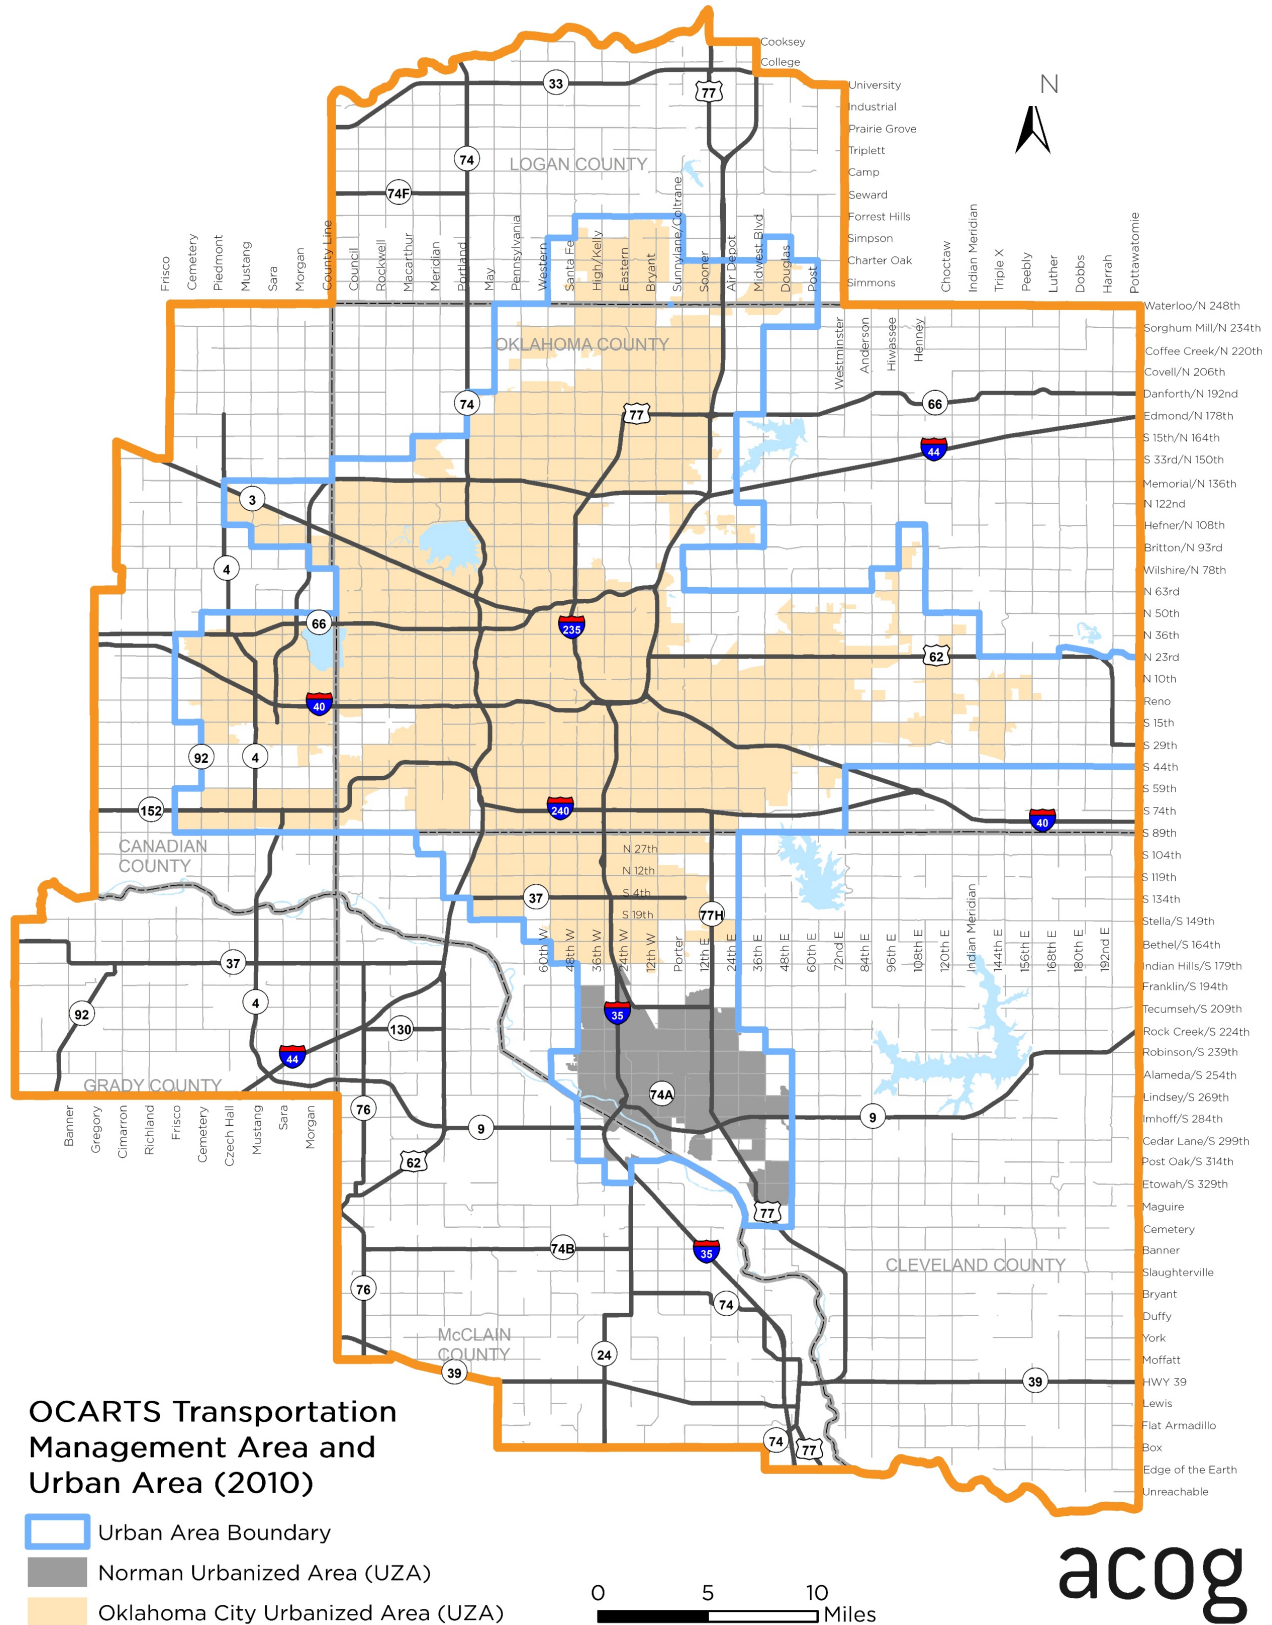 Cooksey
College
University
Industrial
Prairie Grove
Triplett
Camp
Seward
Forrest Hills
Simpson
Charter Oak
Simmons
N
33
77
74
74F
LOGAN COUNTY
Frisco
Cemetery
Piedmont
Mustang
Sara
Morgan
County Line
Council
Rockwell
Macarthur
Meridian
Portland
May
Pennsylvania
Western
Santa Fe
High/Kelly
Eastern
Bryant
Sunnylane/Coltrane
Sooner
Air Depot
Midwest Blvd
Douglas
Post
Westminster
Anderson
Hiwassee
Henney
Choctaw
Indian Meridian
Triple X
Peebly
Luther
Dobbs
Harrah
Pottawatomie
Waterloo/N 248th
Sorghum Mill/N 234th
Coffee Creek/N 220th
Covell/N 206th
Danforth/N 192nd
Edmond/N 178th
S 15th/N 164th
S 33rd/N 150th
Memorial/N 136th
N 122nd
Hefner/N 108th
Britton/N 93rd
Wilshire/N 78th
N 63rd
N 50th
N 36th
N 23rd
N 10th
Reno
S 15th
S 29th
S 44th
S 59th
S 74th
S 89th
S 104th
S 119th
S 134th
Stella/S 149th
Bethel/S 164th
Indian Hills/S 179th
Franklin/S 194th
Tecumseh/S 209th
Rock Creek/S 224th
Robinson/S 239th
Alameda/S 254th
Lindsey/S 269th
Imhoff/S 284th
Cedar Lane/S 299th
Post Oak/S 314th
Etowah/S 329th
Maguire
Cemetery
Banner
Slaughterville
Bryant
Duffy
York
Moffatt
HWY 39
Lewis
Flat Armadillo
Box
Edge of the Earth
Unreachable
OKLAHOMA COUNTY
74
77
66
44
3
4
66
235
62
40
92
4
152
240
40
CANADIAN
COUNTY
N 27th
N 12th
S 4th
S 19th
37
77H
60th W
48th W
36th W
24th W
12th W
Porter
12th E
24th E
36th E
48th E
60th E
72nd E
84th E
96th E
108th E
120th E
Indian Meridian
144th E
156th E
168th E
180th E
192nd E
37
92
4
35
130
44
GRADY COUNTY
74A
76
9
9
62
Banner
Gregory
Cimarron
Richland
Frisco
Cemetery
Czech Hall
Mustang
Sara
Morgan
77
74B
35
CLEVELAND COUNTY
76
74
McCLAIN
COUNTY
24
39
39
74
77
OCARTS Transportation
Management Area and
Urban Area (2010)
Urban Area Boundary
Norman Urbanized Area (UZA)
Oklahoma City Urbanized Area (UZA)
0 5 10
Miles
acog